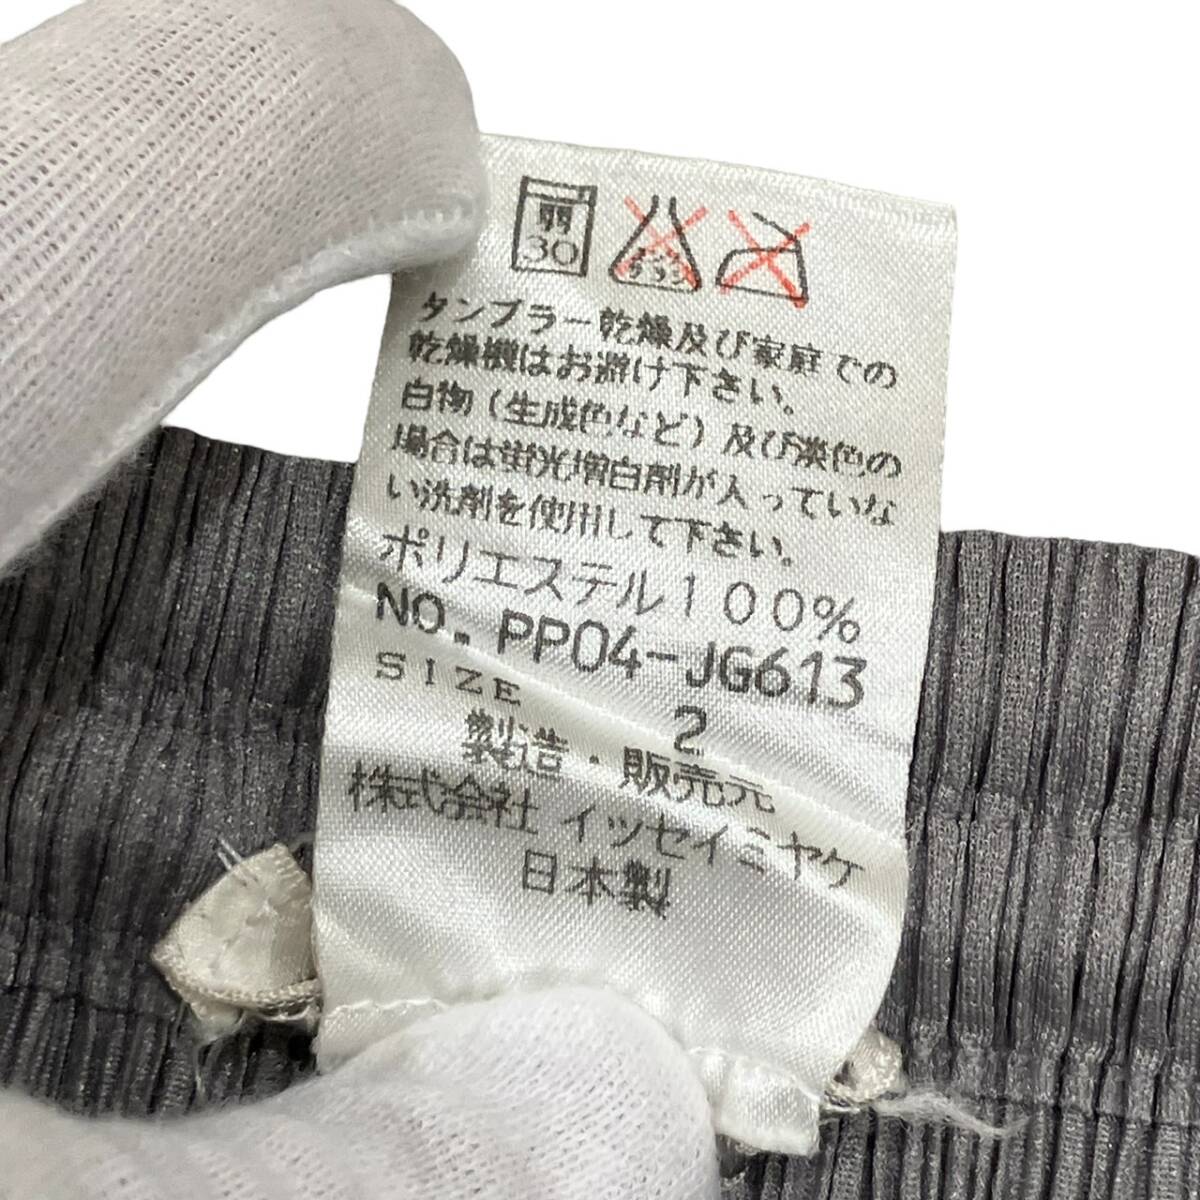 弱
30
ドライ
タンブラー乾燥及び家庭での
乾燥機はお避け下さい。
白物（生成色など）及び淡色の
場合は蛍光増白剤が入っていな
い洗剤を使用して下さい。
ポリエステル100%
NO. PP04-JG613
SIZE 2
製造・販売元
株式会社 イッセイミヤケ
日本製